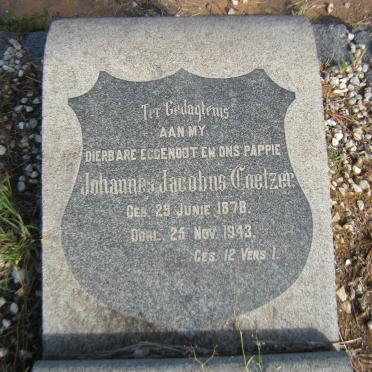 Ter Gedagtenis
AAN MY
DIERBARE EGGENOOT EN ONS PAPPIE
Johannes Jacobus Coetzer
GEB. 29 JUNIE 1878.
OORL. 25 NOV. 1943.
GES. 12 VERS 1.